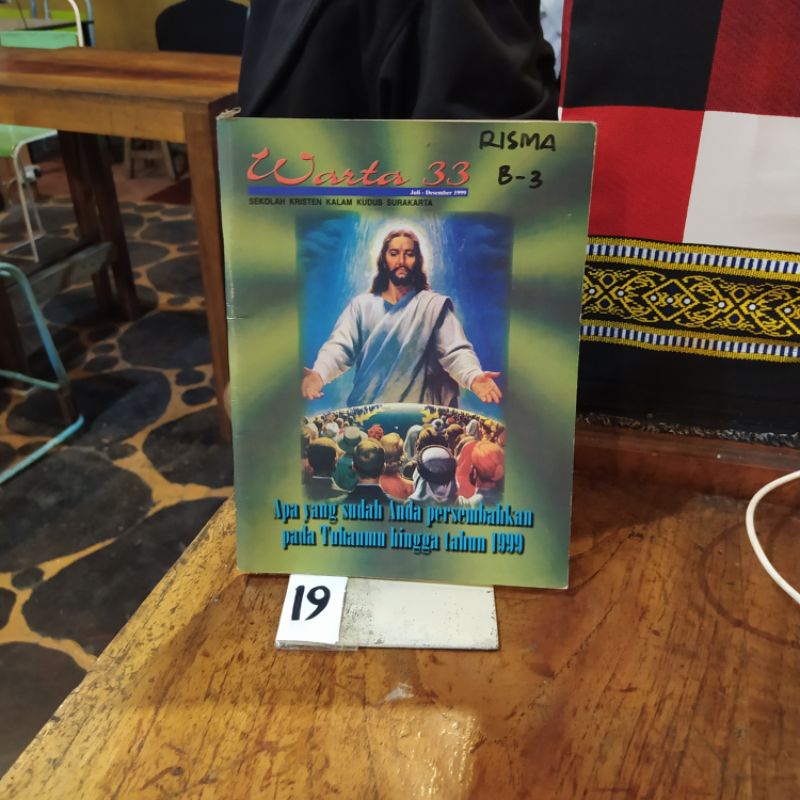 Warta 33
RISMA
B-3
Juli - Desember 1999
SEKOLAH KRISTEN KALAM KUDUS SURAKARTA
Apa yang sudah Anda persembahkan
pada Tuhanmu hingga tahun 1999
19